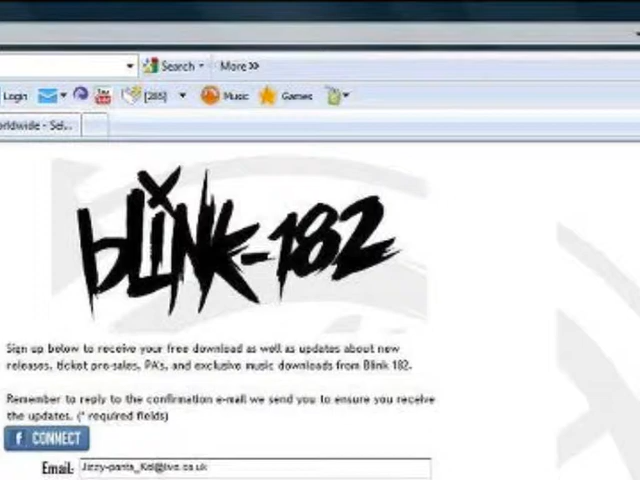 Search
More »
Login
[285]
Music
Games
orldwide - Sel...
blink-182
Sign up below to receive your free download as well as updates about new
releases, ticket pre-sales, PA's, and exclusive music downloads from Blink 182.
Remember to reply to the confirmation e-mail we send you to ensure you receive
the updates. (* required fields)
f CONNECT
Email: